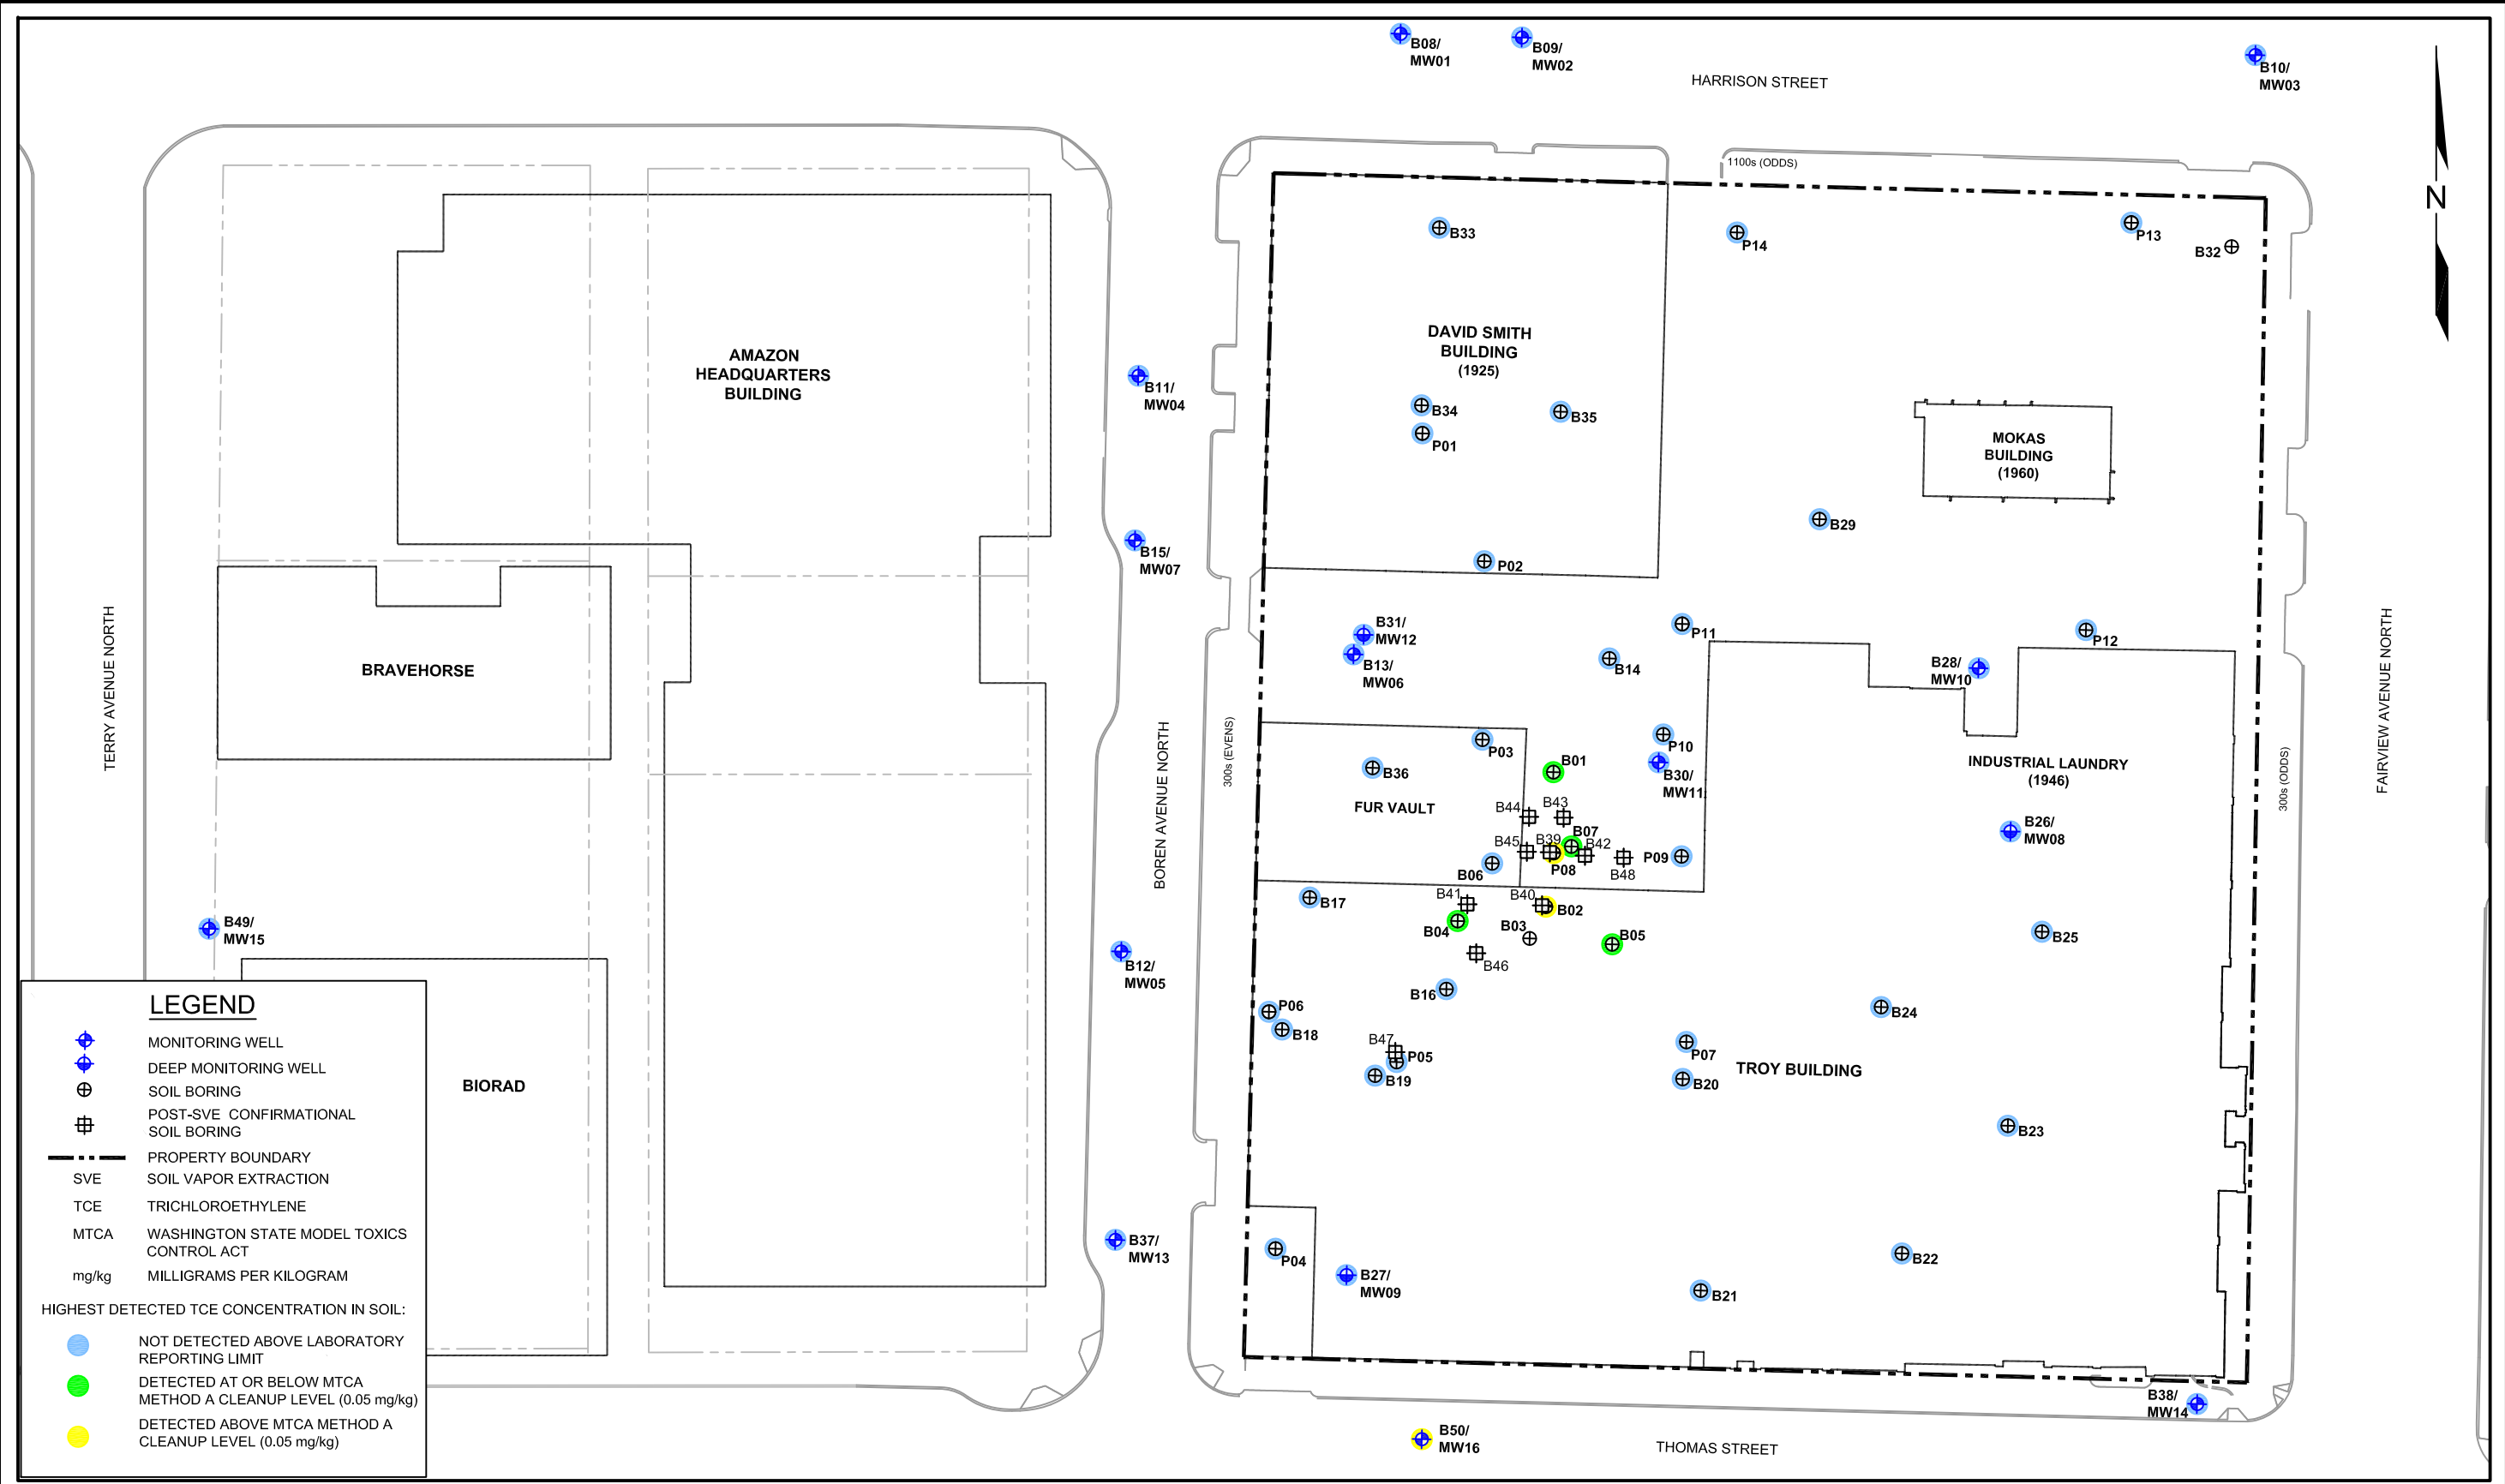 B08/
MW01
B09/
MW02
B10/
MW03
HARRISON STREET
1100s (ODDS)
N
B33
P14
P13
B32
DAVID SMITH
BUILDING
(1925)
AMAZON
HEADQUARTERS
BUILDING
B11/
MW04
B34
B35
P01
MOKAS
BUILDING
(1960)
B29
B15/
MW07
P02
TERRY AVENUE NORTH
BRAVEHORSE
B31/
MW12
B13/
MW06
P11
B14
P12
B28/
MW10
FAIRVIEW AVENUE NORTH
BOREN AVENUE NORTH
300s (EVENS)
300s (ODDS)
P03
B36
FUR VAULT
B01
P10
B30/
MW11
INDUSTRIAL LAUNDRY
(1946)
B44
B43
B26/
MW08
B07
B45
B39
B42
P08
B48
P09
B06
B17
B41
B40
B02
B04
B03
B05
B25
B46
B49/
MW15
B12/
MW05
B16
P06
B18
B24
B47
P05
B19
P07
B20
TROY BUILDING
B23
BIORAD
B37/
MW13
P04
B27/
MW09
B22
B21
B38/
MW14
B50/
MW16
THOMAS STREET
LEGEND
MONITORING WELL
DEEP MONITORING WELL
SOIL BORING
POST-SVE CONFIRMATIONAL
SOIL BORING
PROPERTY BOUNDARY
SVE SOIL VAPOR EXTRACTION
TCE TRICHLOROETHYLENE
MTCA WASHINGTON STATE MODEL TOXICS
CONTROL ACT
mg/kg MILLIGRAMS PER KILOGRAM
HIGHEST DETECTED TCE CONCENTRATION IN SOIL:
NOT DETECTED ABOVE LABORATORY
REPORTING LIMIT
DETECTED AT OR BELOW MTCA
METHOD A CLEANUP LEVEL (0.05 mg/kg)
DETECTED ABOVE MTCA METHOD A
CLEANUP LEVEL (0.05 mg/kg)